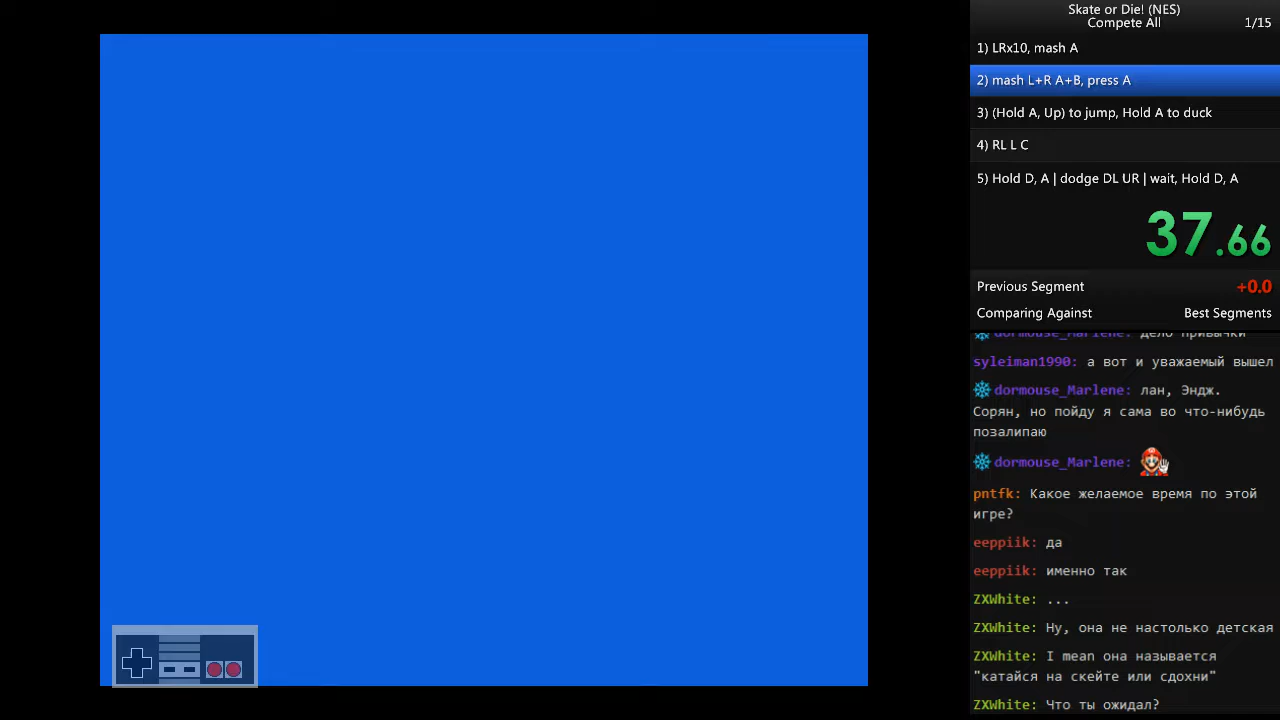 Skate or Die! (NES)
Compete All 1/15
1) LRx10, mash A
2) mash L+R A+B, press A
3) (Hold A, Up) to jump, Hold A to duck
4) RL L C
5) Hold D, A | dodge DL UR | wait, Hold D, A
37.66
Previous Segment +0.0
Comparing Against Best Segments
dormouse_Marlene: дело привычки
syleiman1990: а вот и уважаемый вышел
dormouse_Marlene: лан, Эндж.
Сорян, но пойду я сама во что-нибудь
позалипаю
dormouse_Marlene:
pntfk: Какое желаемое время по этой
игре?
eeppiik: да
eeppiik: именно так
ZXWhite: ...
ZXWhite: Ну, она не настолько детская
ZXWhite: I mean она называется
"катайся на скейте или сдохни"
ZXWhite: Что ты ожидал?